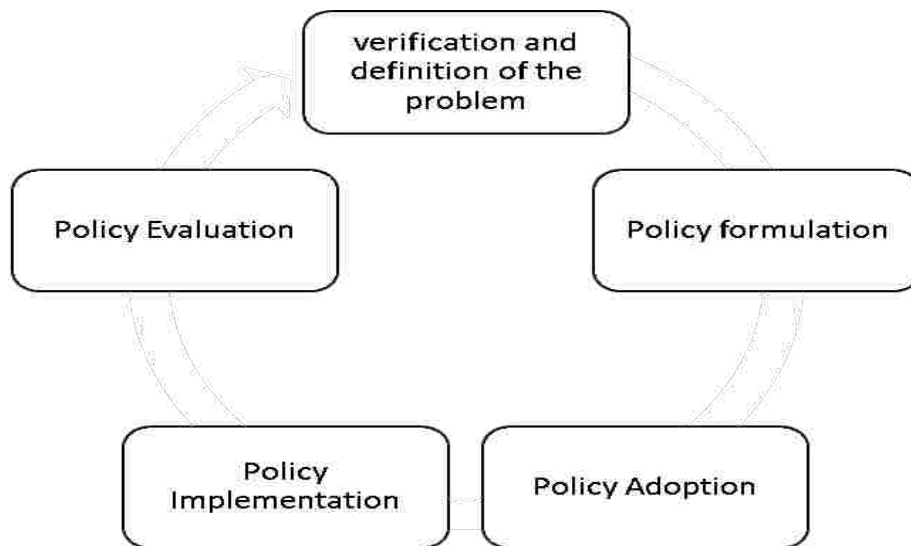 verification and
definition of the
problem
Policy Evaluation
Policy formulation
Policy
Implementation
Policy Adoption